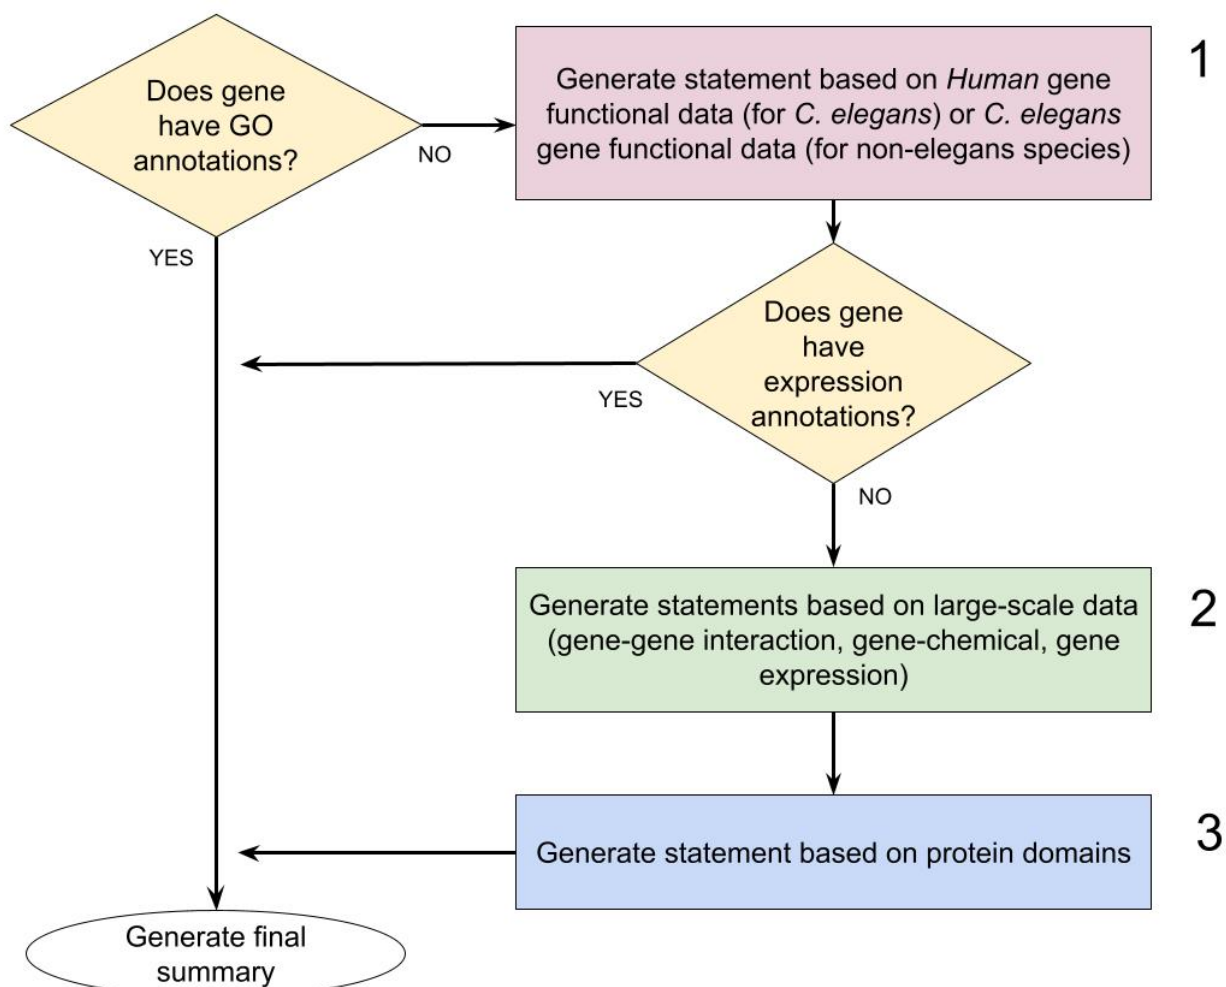 Does gene
have GO
annotations?
NO
YES
Generate statement based on Human gene
functional data (for C. elegans) or C. elegans
gene functional data (for non-elegans species)
1
Does gene
have
expression
annotations?
YES
NO
Generate statements based on large-scale data
(gene-gene interaction, gene-chemical, gene
expression)
2
Generate statement based on protein domains
3
Generate final
summary